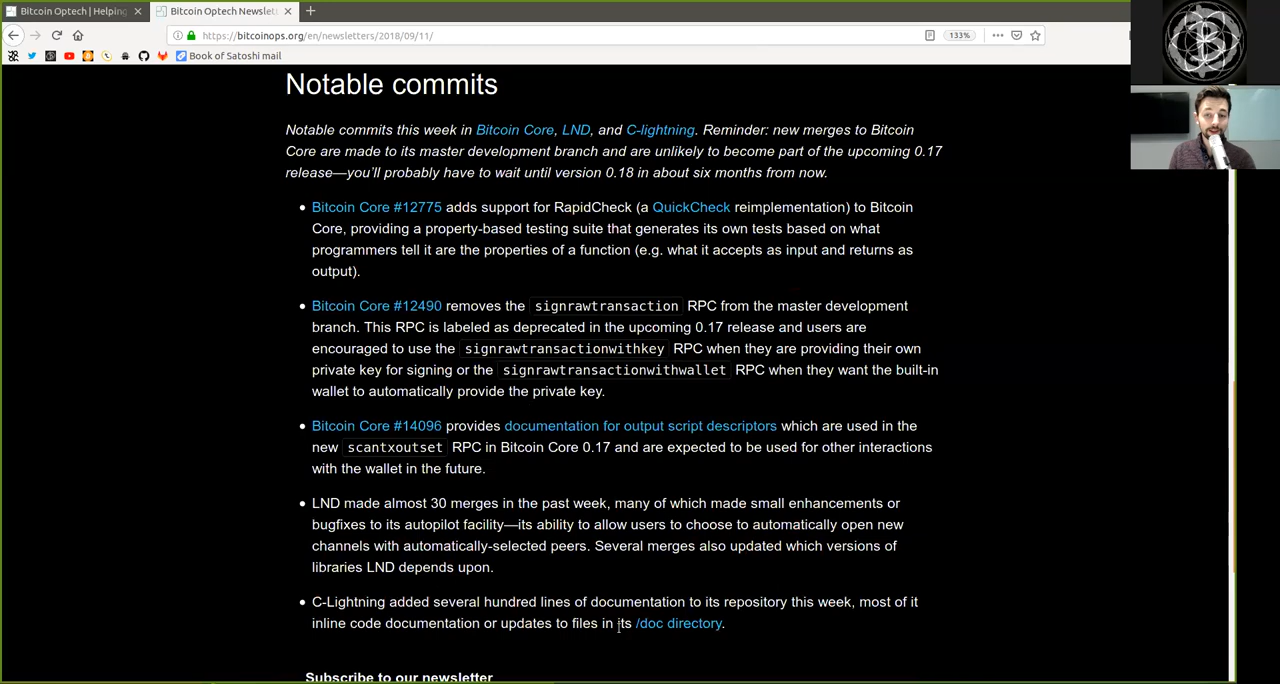 Bitcoin Optech | Helping
Bitcoin Optech Newslet
https://bitcoinops.org/en/newsletters/2018/09/11/
133%
Book of Satoshi mail
Notable commits
Notable commits this week in Bitcoin Core, LND, and C-lightning. Reminder: new merges to Bitcoin
Core are made to its master development branch and are unlikely to become part of the upcoming 0.17
release—you’ll probably have to wait until version 0.18 in about six months from now.
• Bitcoin Core #12775 adds support for RapidCheck (a QuickCheck reimplementation) to Bitcoin
Core, providing a property-based testing suite that generates its own tests based on what
programmers tell it are the properties of a function (e.g. what it accepts as input and returns as
output).
• Bitcoin Core #12490 removes the signrawtransaction RPC from the master development
branch. This RPC is labeled as deprecated in the upcoming 0.17 release and users are
encouraged to use the signrawtransactionwithkey RPC when they are providing their own
private key for signing or the signrawtransactionwithwallet RPC when they want the built-in
wallet to automatically provide the private key.
• Bitcoin Core #14096 provides documentation for output script descriptors which are used in the
new scantxoutset RPC in Bitcoin Core 0.17 and are expected to be used for other interactions
with the wallet in the future.
• LND made almost 30 merges in the past week, many of which made small enhancements or
bugfixes to its autopilot facility—its ability to allow users to choose to automatically open new
channels with automatically-selected peers. Several merges also updated which versions of
libraries LND depends upon.
• C-Lightning added several hundred lines of documentation to its repository this week, most of it
inline code documentation or updates to files in its /doc directory.
Subscribe to our newsletter